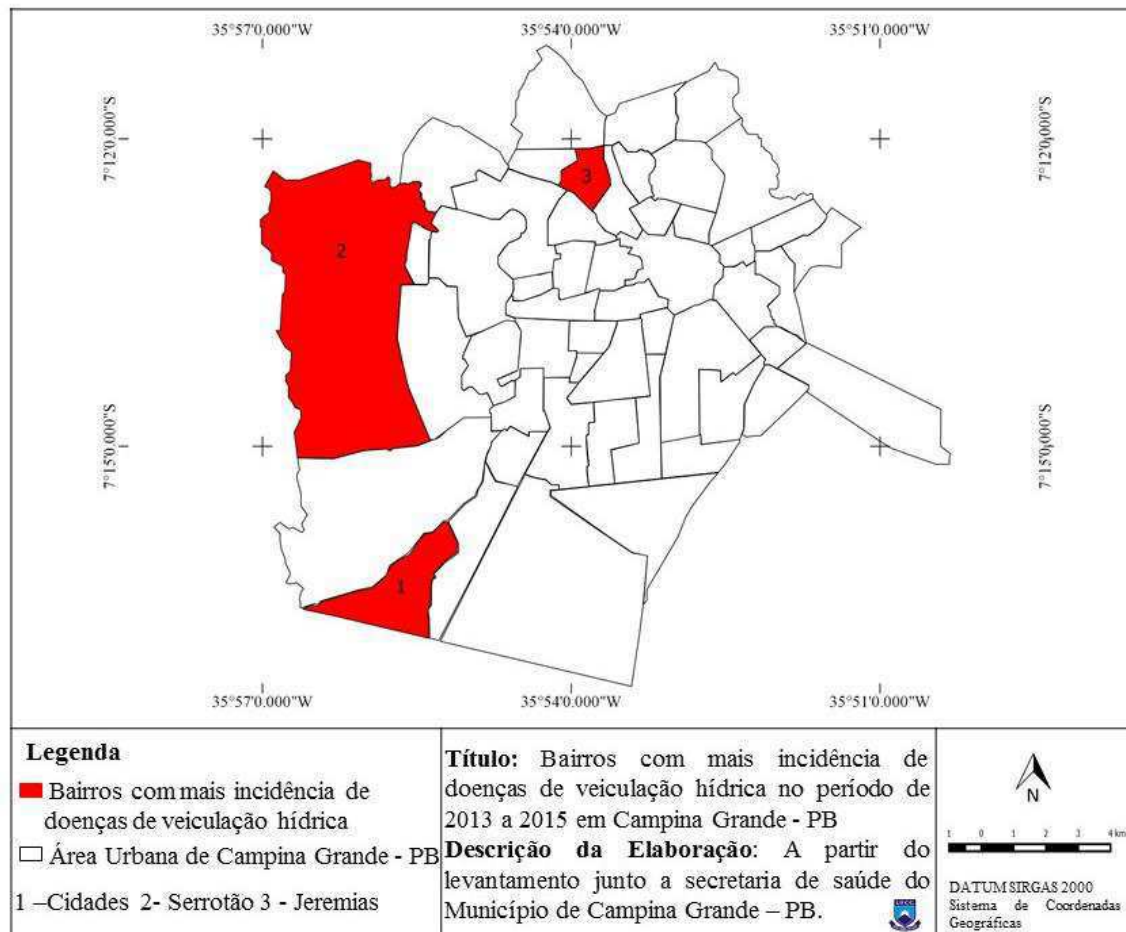 35°57'0.000"W 35°54'0.000"W 35°51'0.000"W
7°12'0.000"S 7°12'0,000"S
3
2
7°15'0.000"S 7°15'0.000"S
1
35°57'0.000"W 35°54'0.000"W 35°51'0.000"W
Legenda
Bairros com mais incidência de
doenças de veiculação hídrica
Área Urbana de Campina Grande - PB
1 –Cidades 2- Serrotão 3 - Jeremias
Título: Bairros com mais incidência de
doenças de veiculação hídrica no período de
2013 a 2015 em Campina Grande - PB
Descrição da Elaboração: A partir do
levantamento junto a secretaria de saúde do
Município de Campina Grande – PB.
UFCG
N
1 0 1 2 3 4 km
DATUM SIRGAS 2000
Sistema de Coordenadas
Geográficas